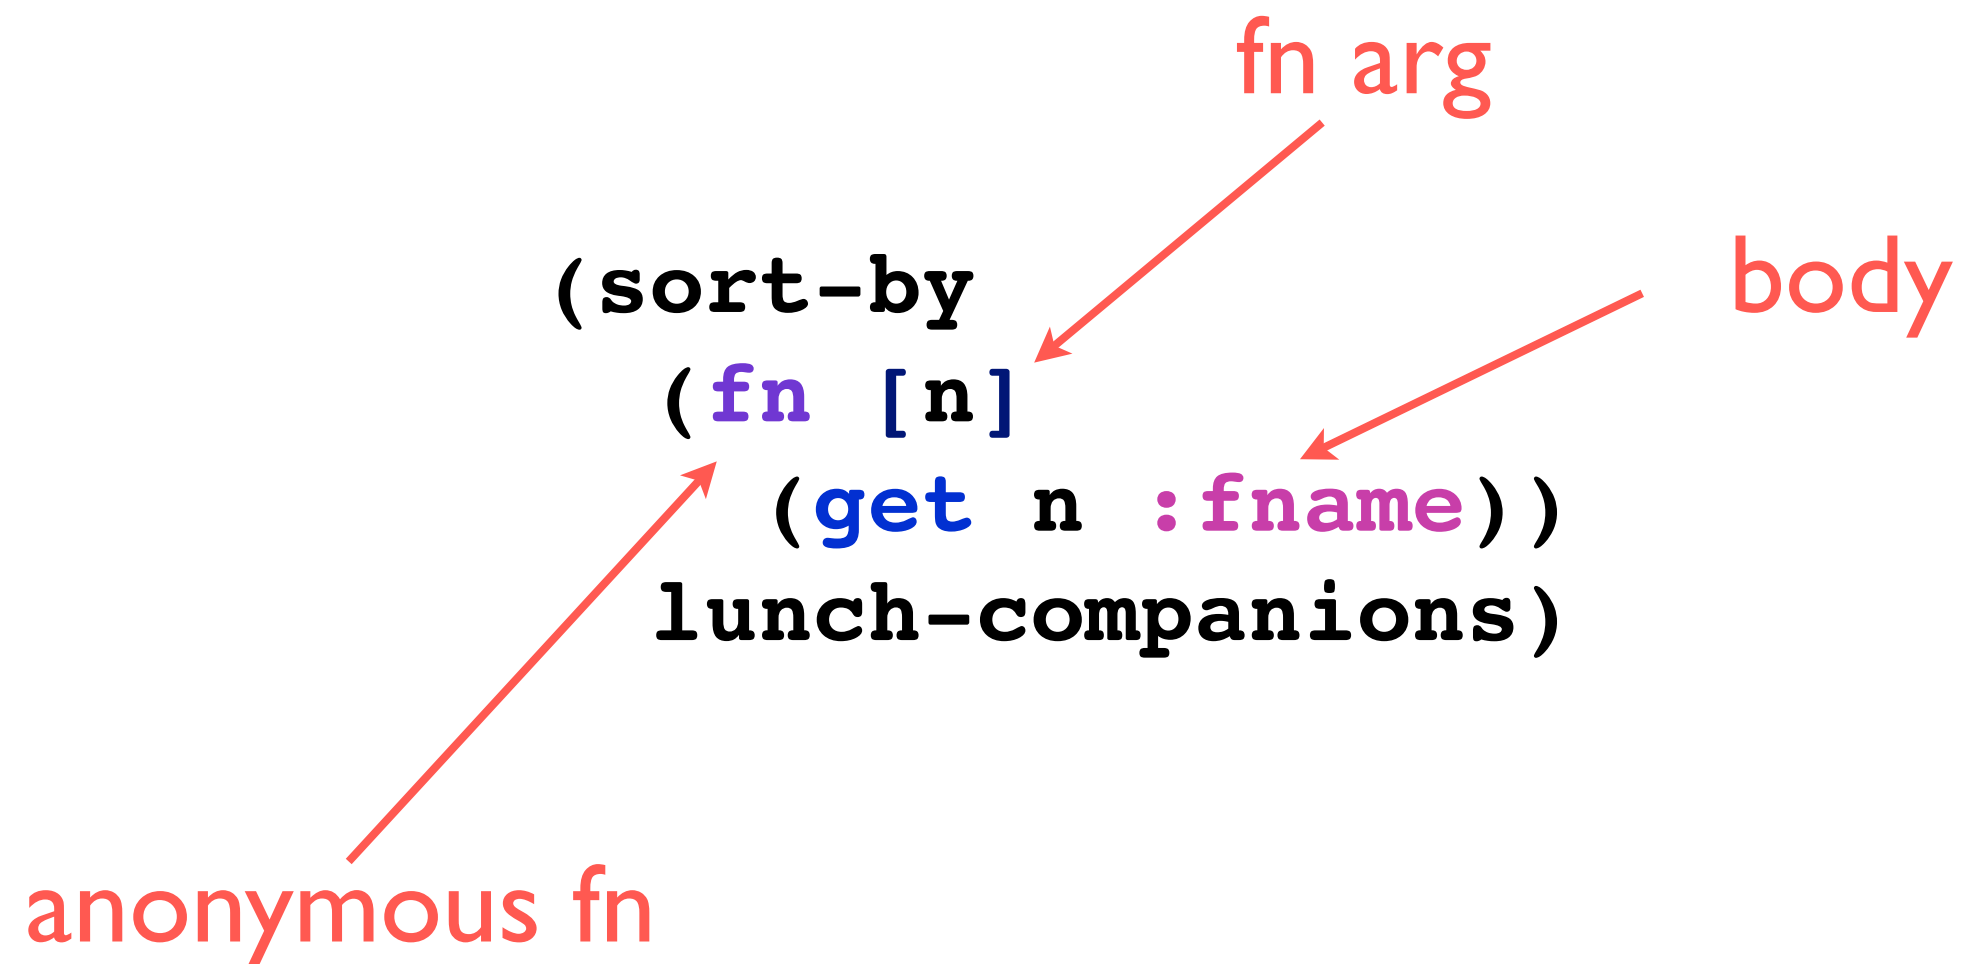 fn arg
body
(sort-by
(fn [n]
(get n :fname))
lunch-companions)
anonymous fn